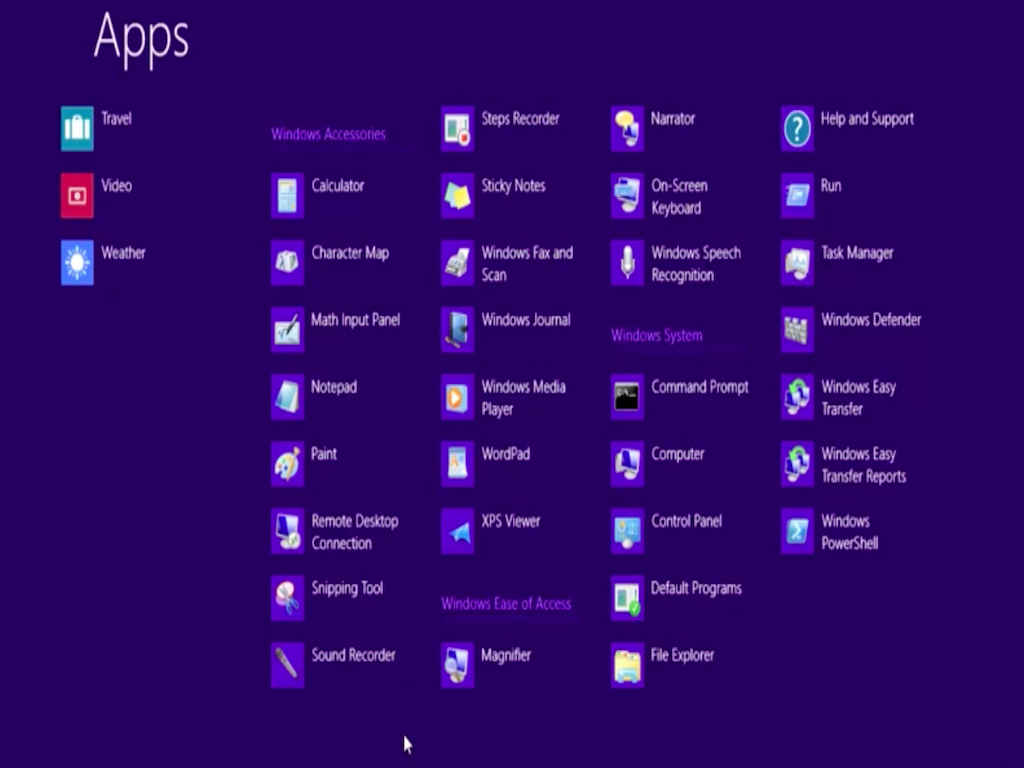 Apps
Travel
Video
Weather
Windows Accessories
Calculator
Character Map
Math Input Panel
Notepad
Paint
Remote Desktop
Connection
Snipping Tool
Sound Recorder
Steps Recorder
Sticky Notes
Windows Fax and
Scan
Windows Journal
Windows Media
Player
WordPad
XPS Viewer
Windows Ease of Access
Magnifier
Narrator
On-Screen
Keyboard
Windows Speech
Recognition
Windows System
Command Prompt
Computer
Control Panel
Default Programs
File Explorer
Help and Support
Run
Task Manager
Windows Defender
Windows Easy
Transfer
Windows Easy
Transfer Reports
Windows
PowerShell